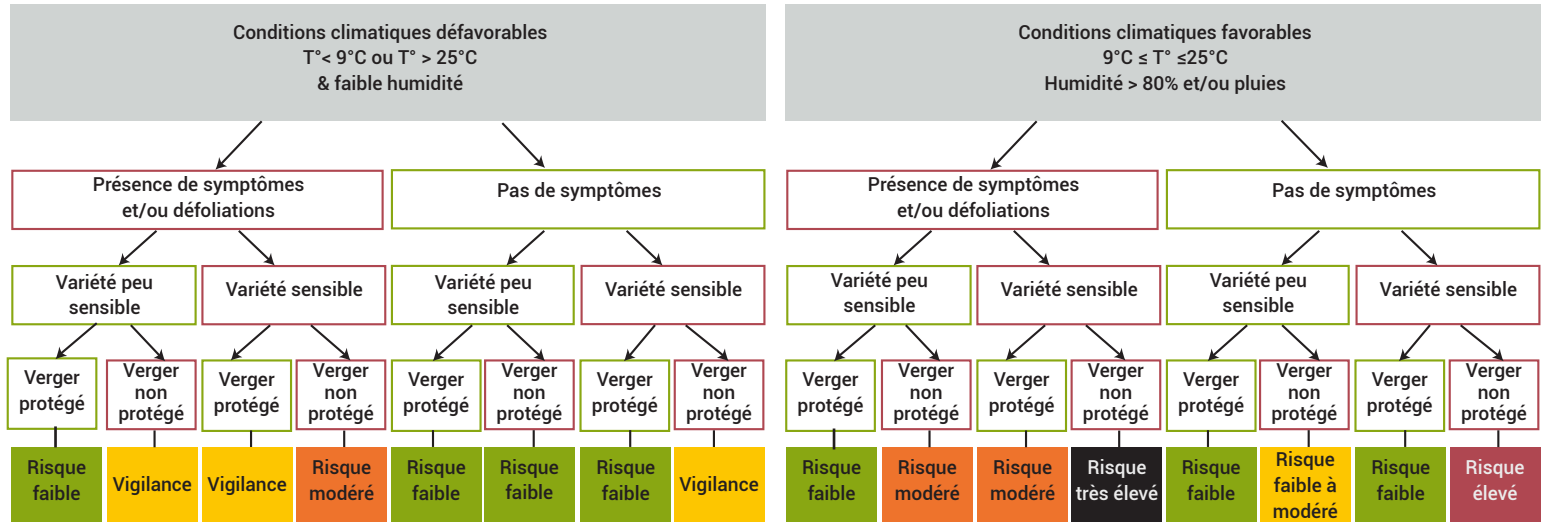 Conditions climatiques défavorables
T°< 9°C ou T° > 25°C
& faible humidité
Présence de symptômes
et/ou défoliations
Pas de symptômes
Variété peu
sensible
Variété sensible
Variété peu
sensible
Variété sensible
Verger
protégé
Verger
non
protégé
Verger
protégé
Verger
non
protégé
Verger
protégé
Verger
non
protégé
Verger
protégé
Verger
non
protégé
Risque
faible
Vigilance
Vigilance
Risque
modéré
Risque
faible
Risque
faible
Risque
faible
Vigilance
Conditions climatiques favorables
9°C ≤ T° ≤25°C
Humidité > 80% et/ou pluies
Présence de symptômes
et/ou défoliations
Pas de symptômes
Variété peu
sensible
Variété sensible
Variété peu
sensible
Variété sensible
Verger
protégé
Verger
non
protégé
Verger
protégé
Verger
non
protégé
Verger
protégé
Verger
non
protégé
Verger
protégé
Verger
non
protégé
Risque
faible
Risque
modéré
Risque
modéré
Risque
très élevé
Risque
faible
Risque
faible à
modéré
Risque
faible
Risque
élevé